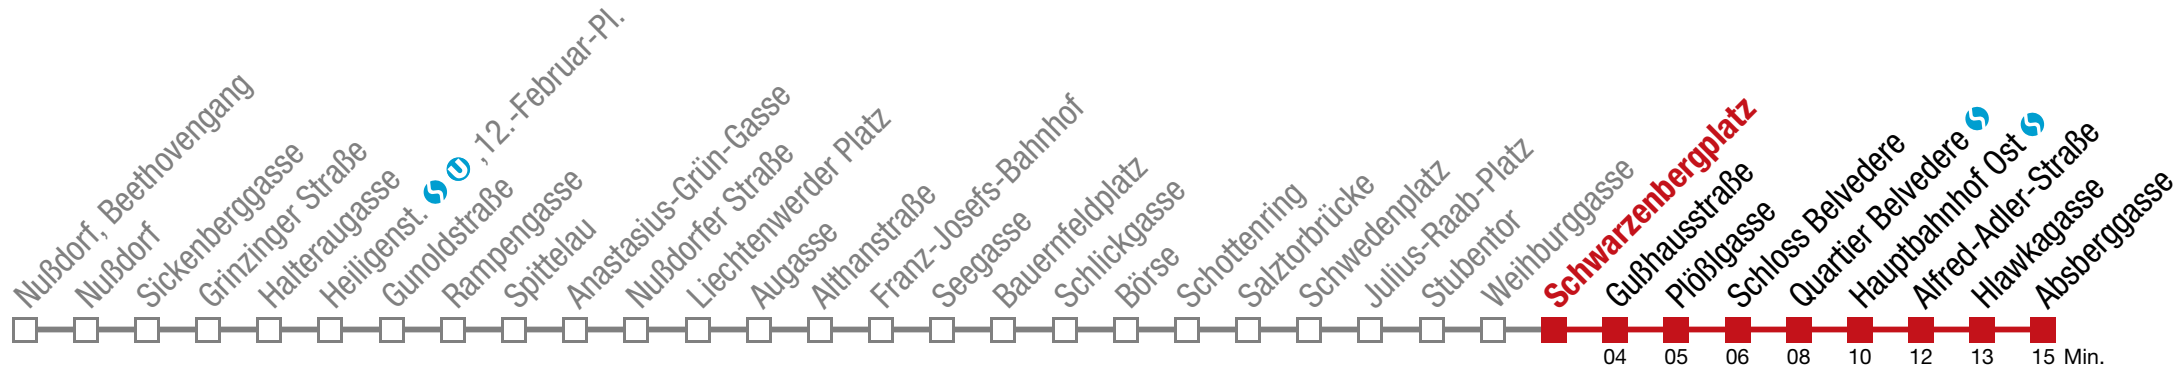 Nußdorf, Beethovengang
Nußdorf
Sickenberggasse
Grinzinger Straße
Halteraugasse
Heiligenst. S U , 12.-Februar-Pl.
Gunoldstraße
Rampengasse
Spittelau
Anastasius-Grün-Gasse
Nußdorfer Straße
Liechtenwerder Platz
Augasse
Althanstraße
Franz-Josefs-Bahnhof
Seegasse
Bauernfeldplatz
Schlickgasse
Börse
Schottenring
Salztorbrücke
Schwedenplatz
Julius-Raab-Platz
Stubentor
Weihburggasse
Schwarzenbergplatz
Gußhausstraße
Plößlgasse
Schloss Belvedere
Quartier Belvedere S
Hauptbahnhof Ost S
Alfred-Adler-Straße
Hlawkagasse
Absberggasse
04 05 06 08 10 12 13 15 Min.